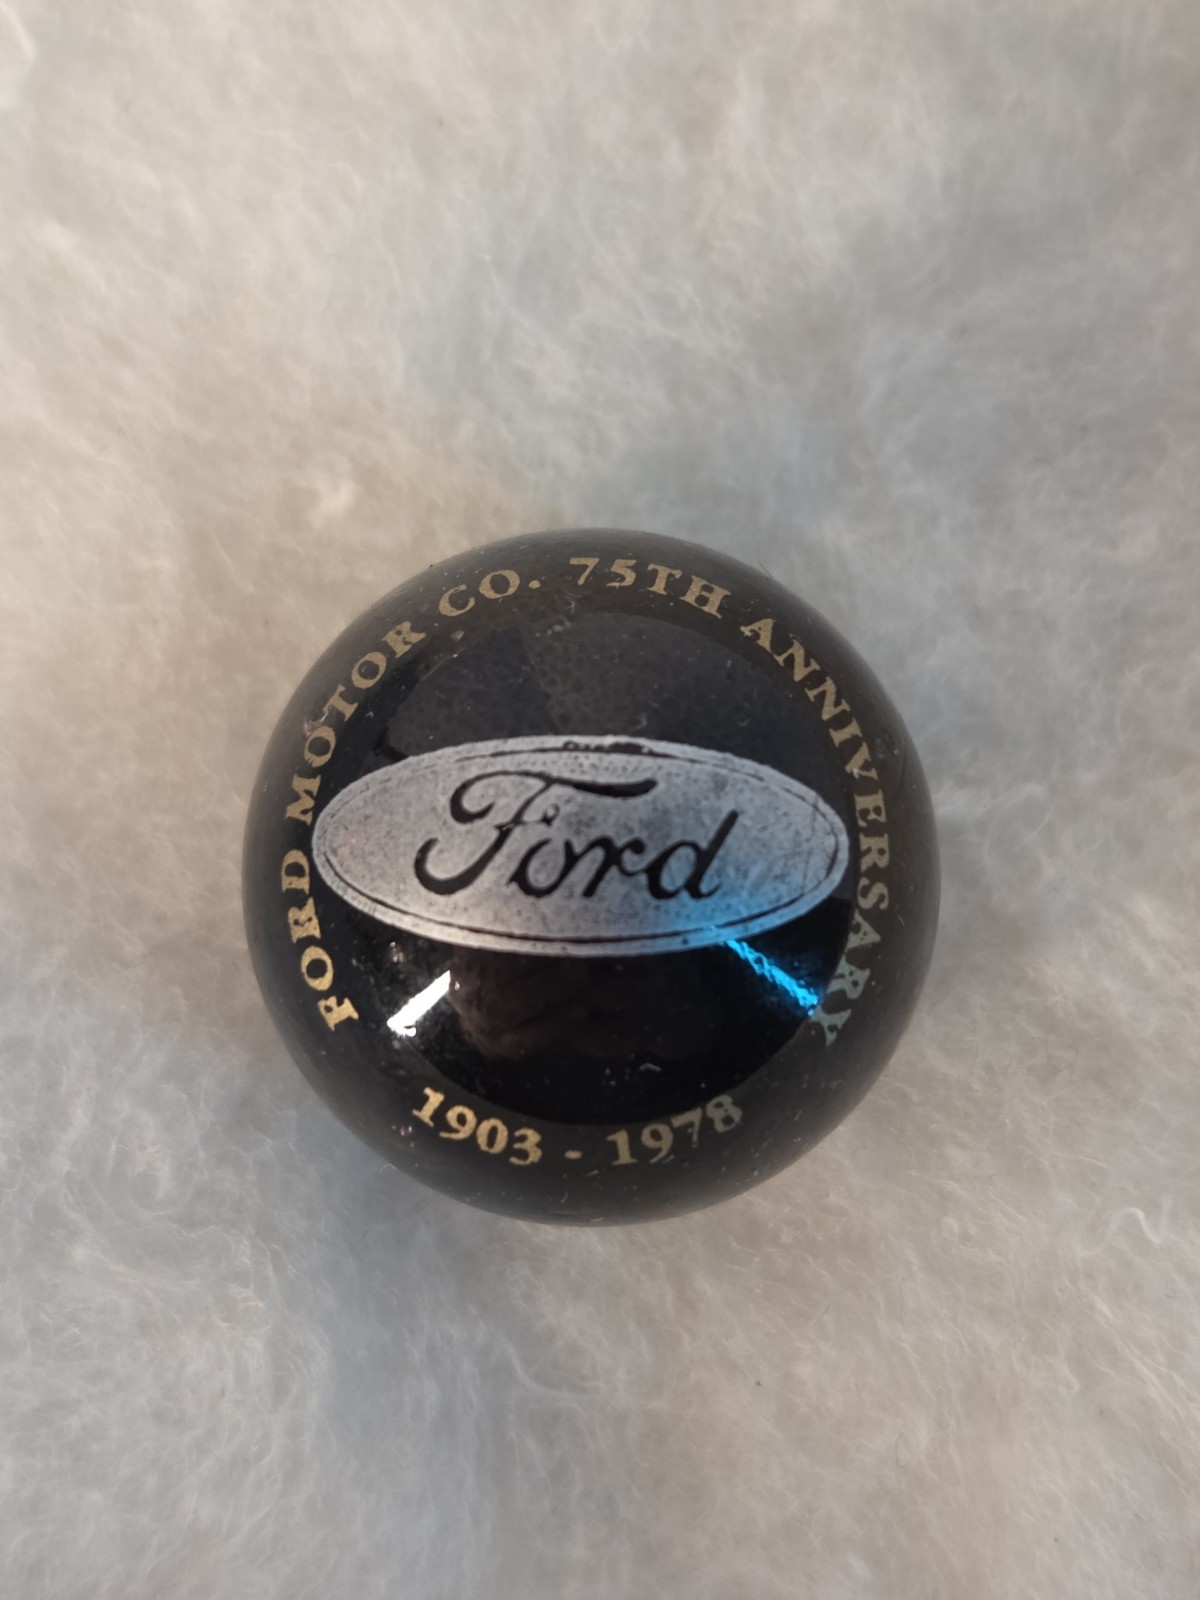 FORD MOTOR CO. 75TH ANNIVERSARY
Ford
1903 - 1978